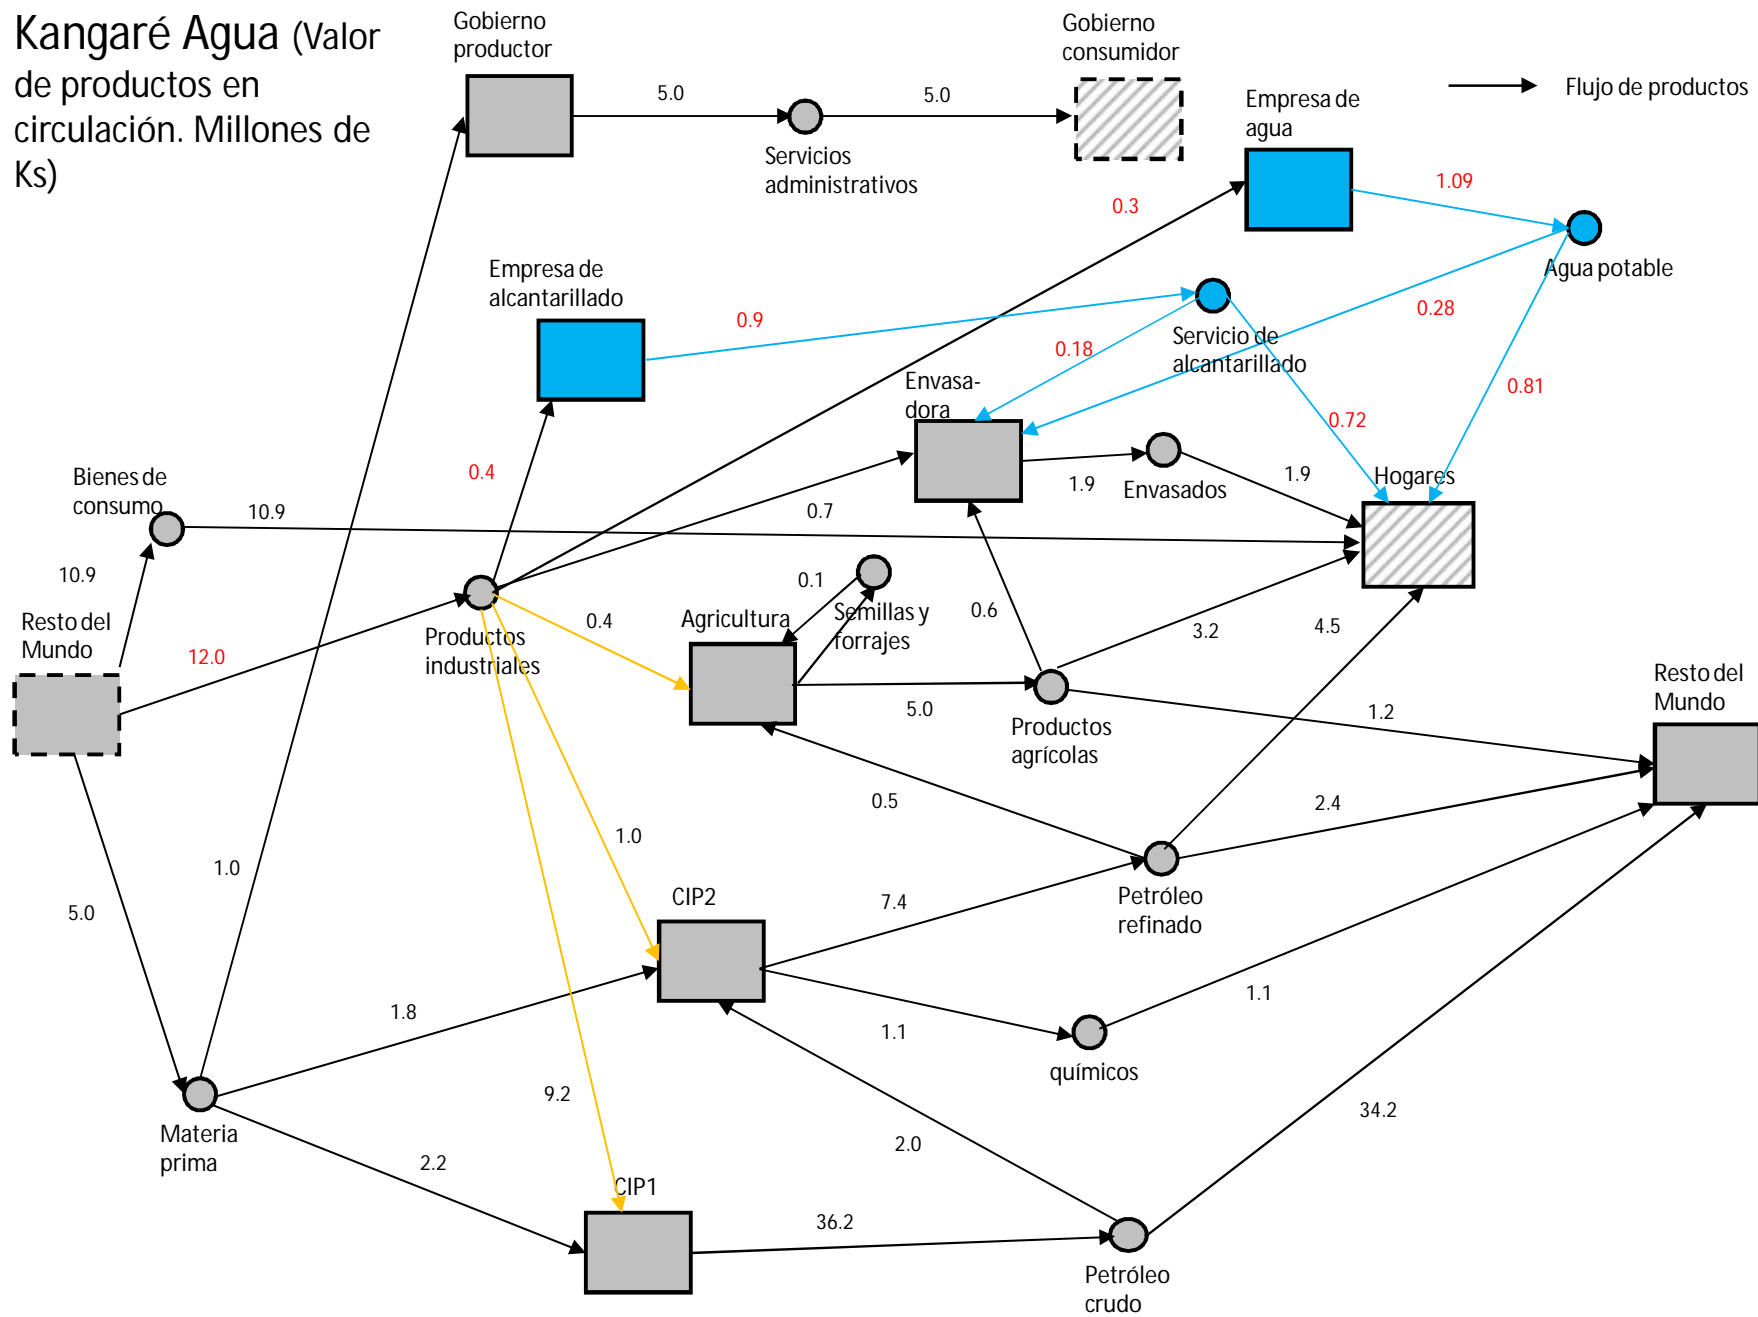 Kangaré Agua (Valor
de productos en
circulación. Millones de
Ks)
Gobierno
productor
5.0
Servicios
administrativos
5.0
Gobierno
consumidor
Flujo de productos
Empresa de
agua
1.09
0.3
Agua potable
Empresa de
alcantarillado
0.9
Servicio de
alcantarillado
0.28
0.18
0.81
0.72
Envasa-
dora
0.4
1.9
Envasados
1.9
Hogares
Bienes de
consumo
10.9
0.7
10.9
0.1
Semillas y
forrajes
0.6
3.2
4.5
Resto del
Mundo
12.0
Productos
industriales
0.4
Agricultura
5.0
Productos
agrícolas
1.2
Resto del
Mundo
0.5
2.4
1.0
1.0
5.0
CIP2
7.4
Petróleo
refinado
1.8
1.1
1.1
químicos
9.2
34.2
Materia
prima
2.2
2.0
CIP1
36.2
Petróleo
crudo